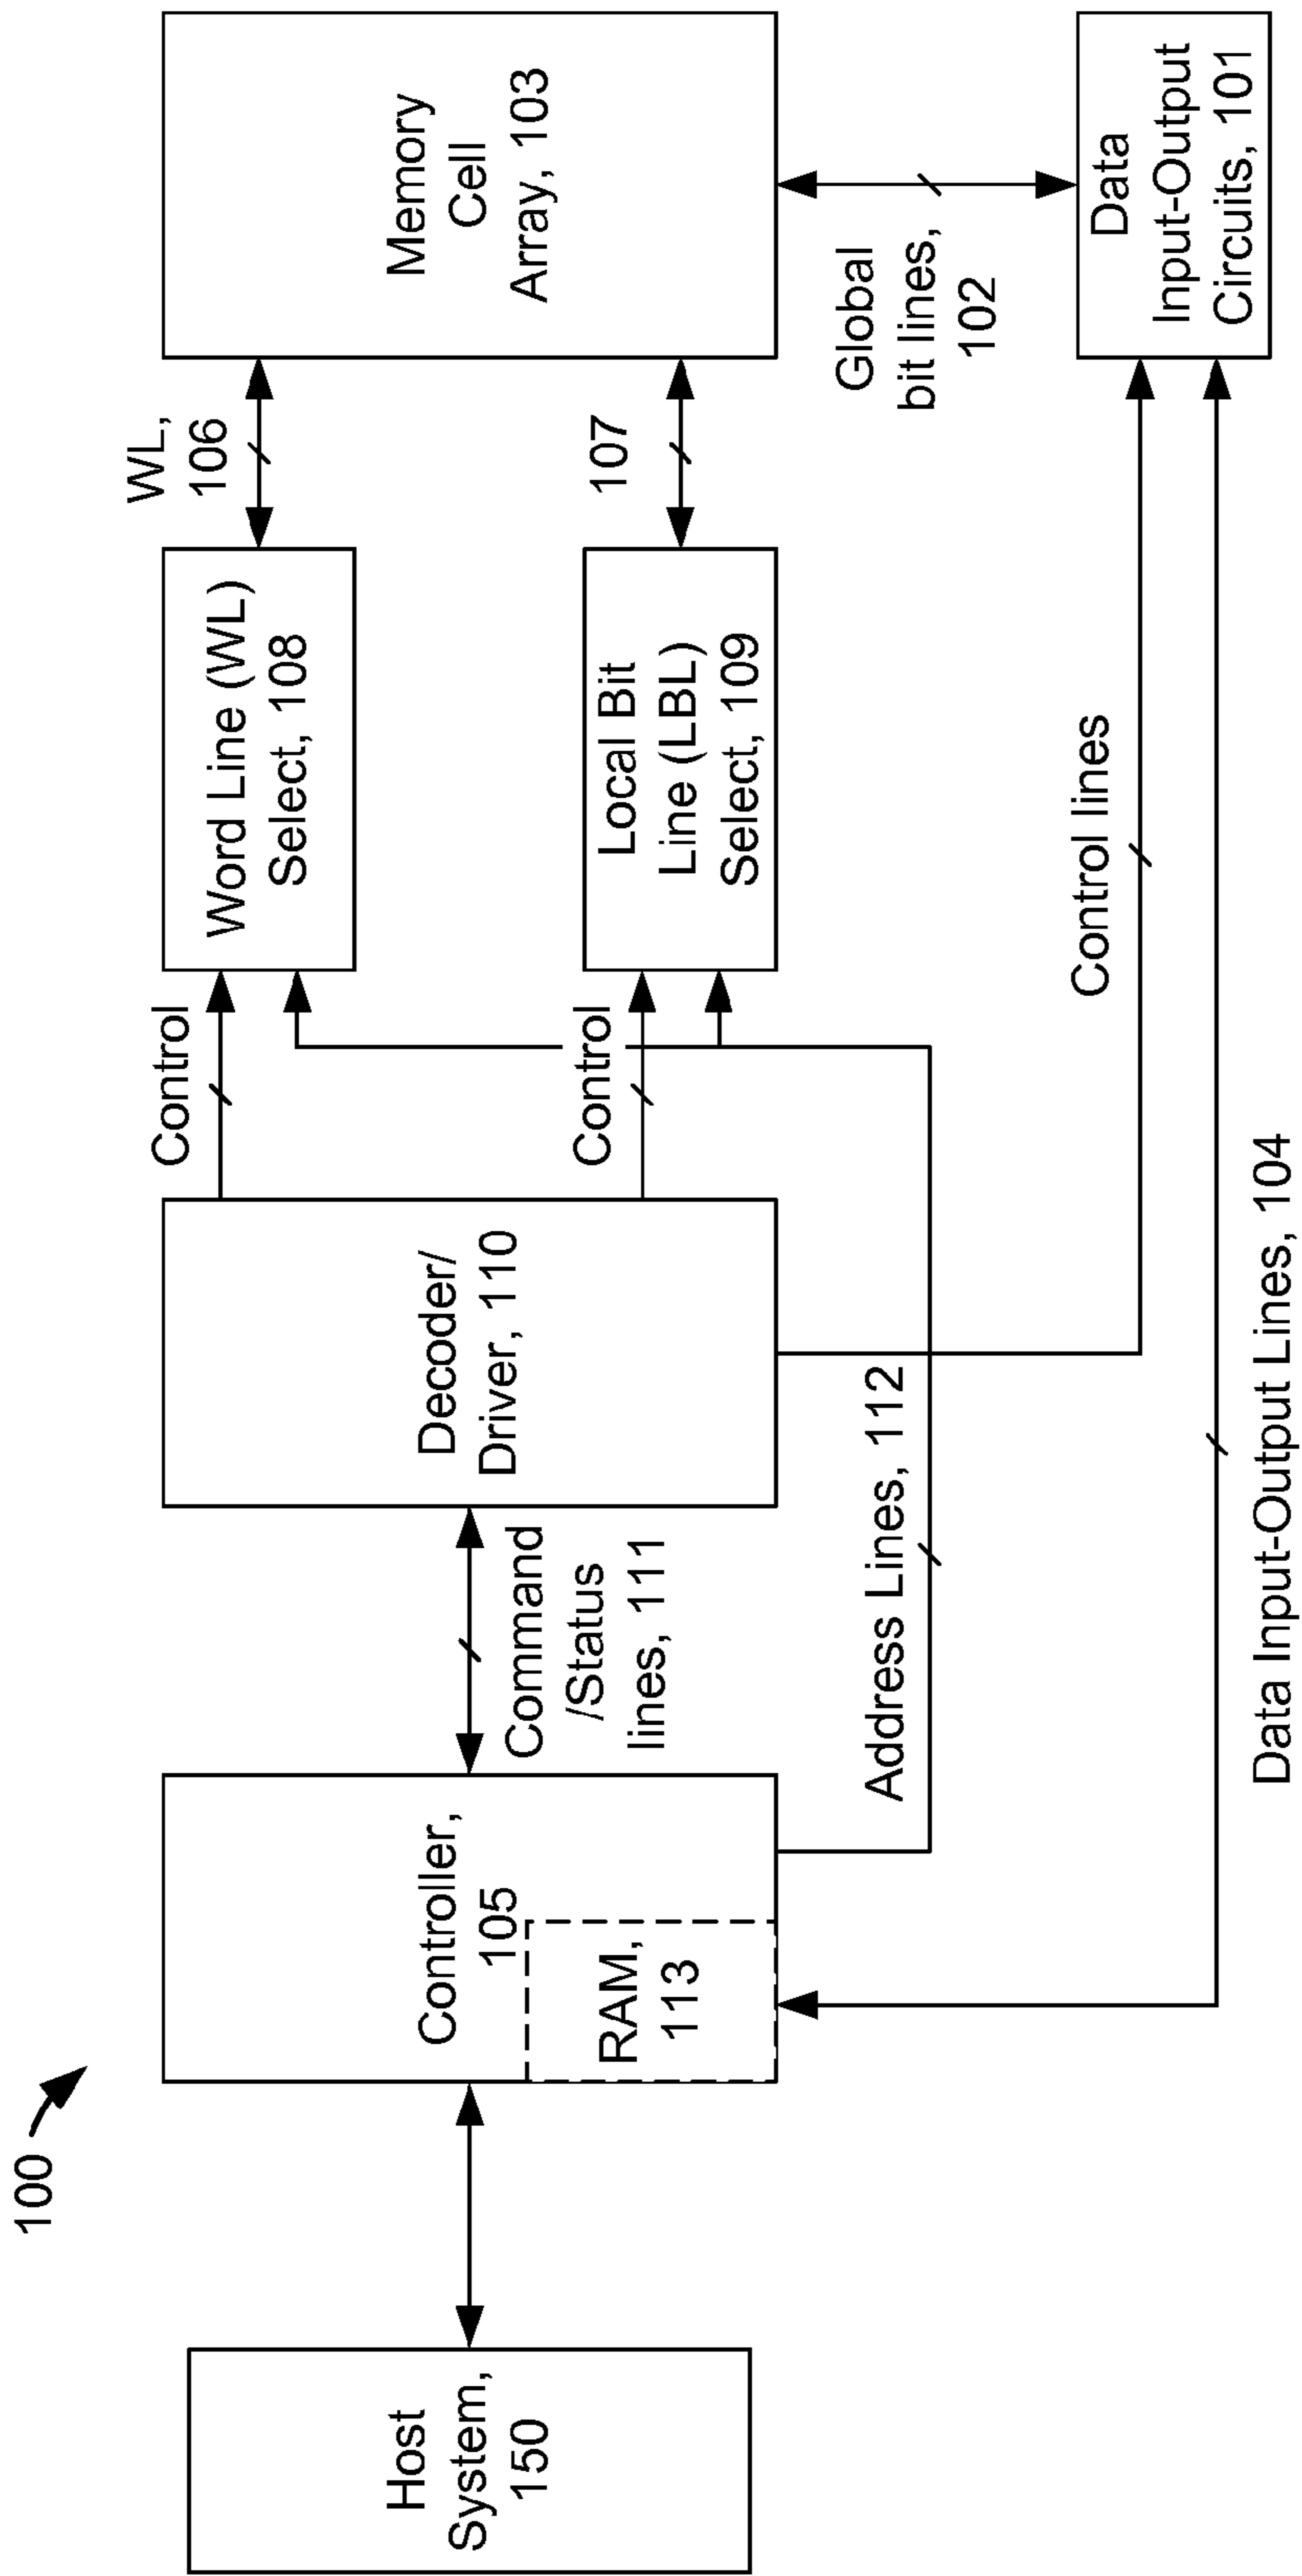 100
Host
System,
150
Controller,
105
RAM,
113
Command
/Status
lines, 111
Decoder/
Driver, 110
Address Lines, 112
Control
Control
Word Line (WL)
Select, 108
Local Bit
Line (LBL)
Select, 109
WL,
106
107
Memory
Cell
Array, 103
Global
bit lines,
102
Control lines
Data
Input-Output
Circuits, 101
Data Input-Output Lines, 104